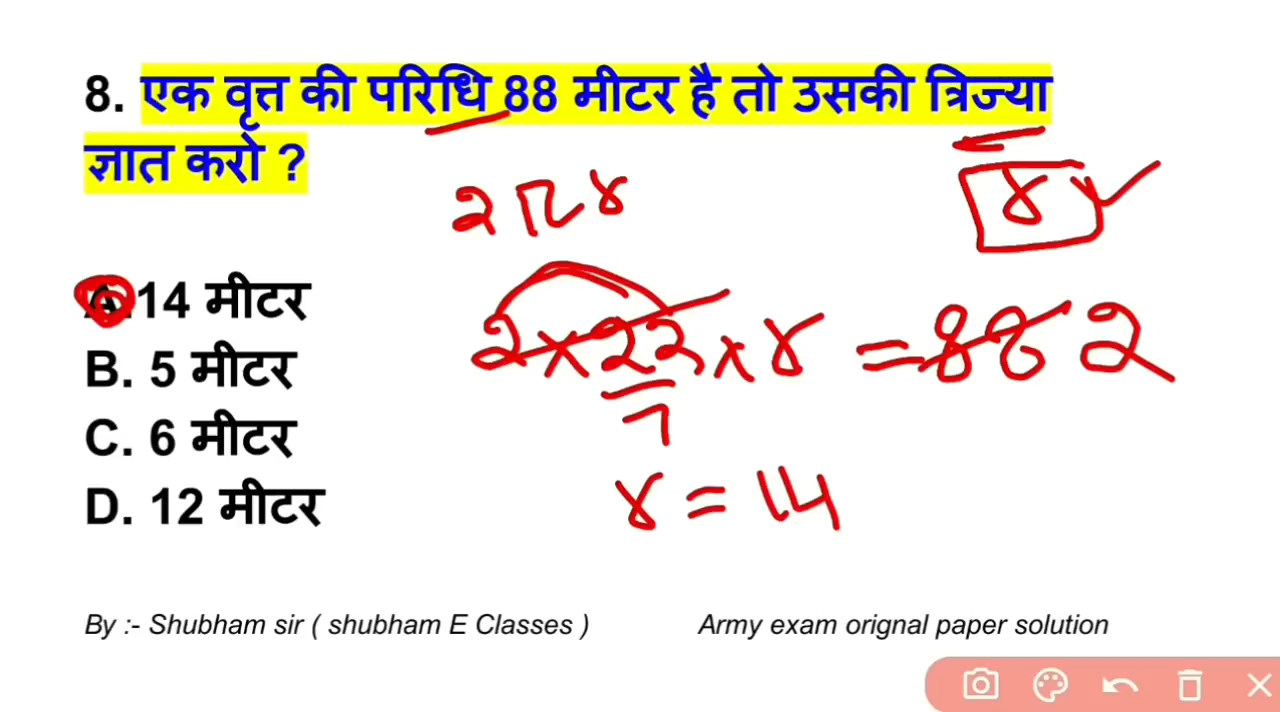 8. एक वृत्त की परिधि 88 मीटर है तो उसकी त्रिज्या
ज्ञात करो ?
2πr
r
A. 14 मीटर
2 × 22/7 × r = 88 2
B. 5 मीटर
C. 6 मीटर
r = 14
D. 12 मीटर
By :- Shubham sir ( shubham E Classes )
Army exam orignal paper solution